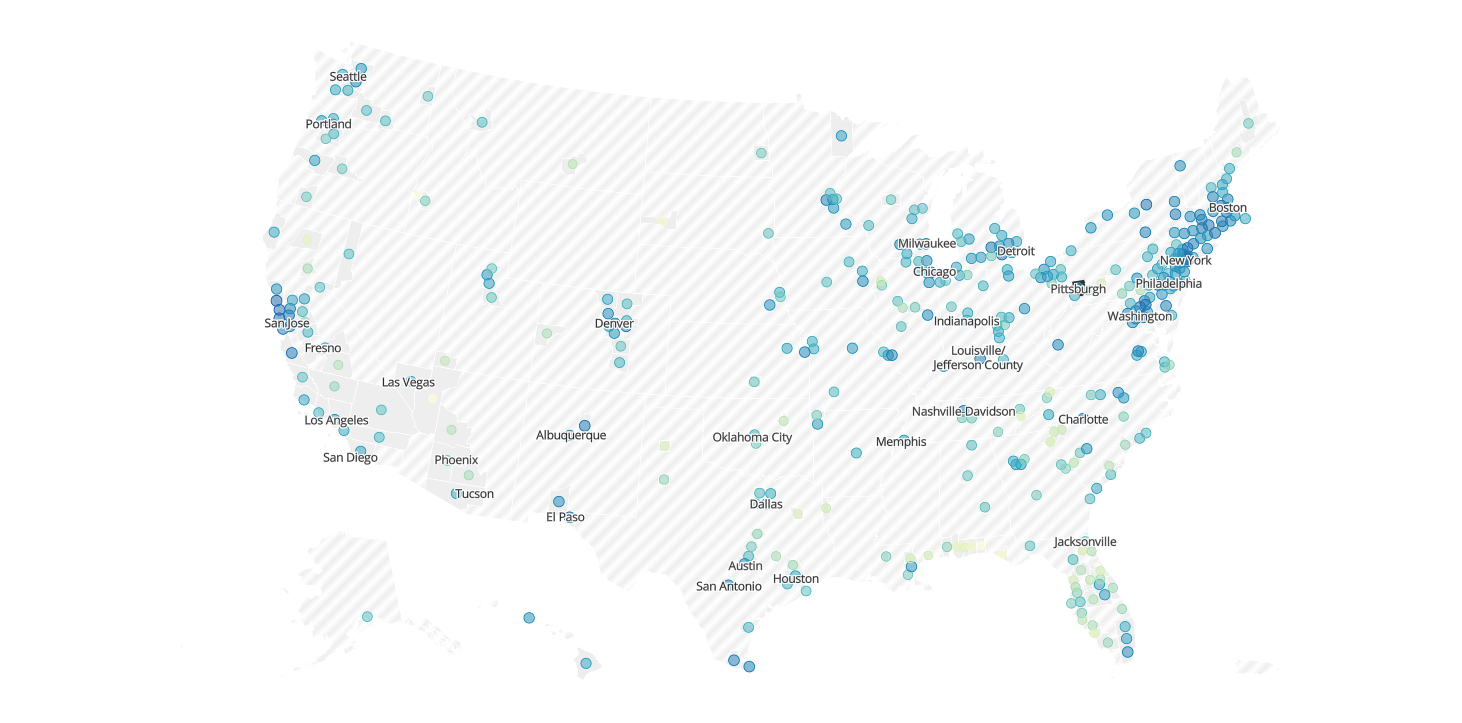 Seattle
Portland
Boston
Milwaukee
Detroit
New York
Chicago
Philadelphia
Pittsburgh
Washington
San Jose
Denver
Indianapolis
Fresno
Louisville/
Jefferson County
Las Vegas
Nashville-Davidson
Los Angeles
Charlotte
Albuquerque
Oklahoma City
Memphis
San Diego
Phoenix
Tucson
Dallas
El Paso
Jacksonville
Austin
Houston
San Antonio